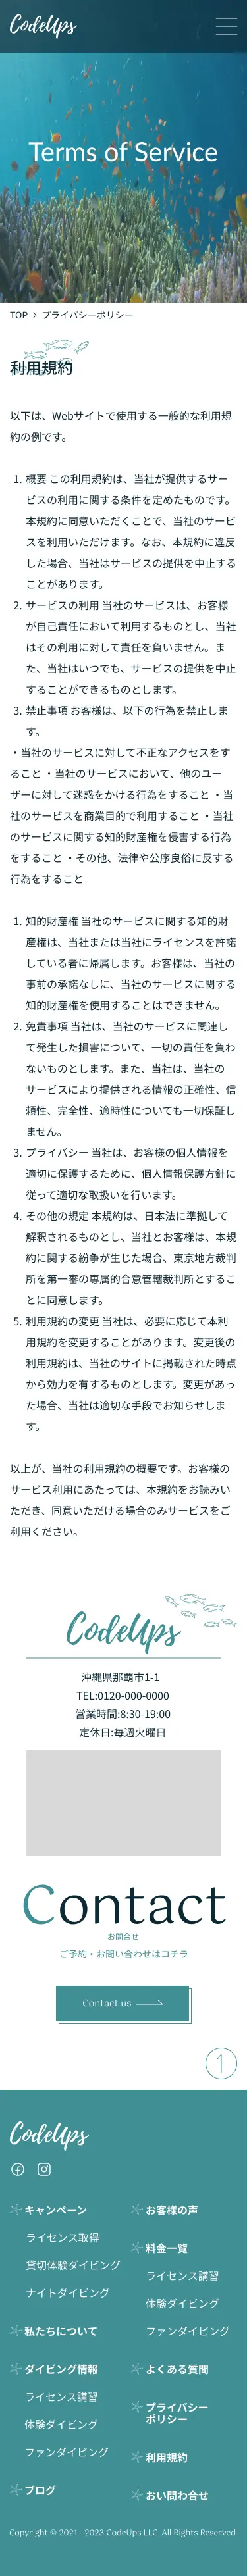 CodeUps
Terms of Service
TOP > プライバシーポリシー
利用規約
以下は、Webサイトで使用する一般的な利用規
約の例です。
1. 概要 この利用規約は、当社が提供するサー
ビスの利用に関する条件を定めたものです。
本規約に同意いただくことで、当社のサービ
スを利用いただけます。なお、本規約に違反
した場合、当社はサービスの提供を中止する
ことがあります。
2. サービスの利用 当社のサービスは、お客様
が自己責任において利用するものとし、当社
はその利用に対して責任を負いません。ま
た、当社はいつでも、サービスの提供を中止
することができるものとします。
3. 禁止事項 お客様は、以下の行為を禁止しま
す。
・当社のサービスに対して不正なアクセスをす
ること ・当社のサービスにおいて、他のユー
ザーに対して迷惑をかける行為をすること ・当
社のサービスを商業目的で利用すること ・当社
のサービスに関する知的財産権を侵害する行為
をすること ・その他、法律や公序良俗に反する
行為をすること
1. 知的財産権 当社のサービスに関する知的財
産権は、当社または当社にライセンスを許諾
している者に帰属します。お客様は、当社の
事前の承諾なしに、当社のサービスに関する
知的財産権を使用することはできません。
2. 免責事項 当社は、当社のサービスに関連し
て発生した損害について、一切の責任を負わ
ないものとします。また、当社は、当社の
サービスにより提供される情報の正確性、信
頼性、完全性、適時性についても一切保証し
ません。
3. プライバシー 当社は、お客様の個人情報を
適切に保護するために、個人情報保護方針に
従って適切な取扱いを行います。
4. その他の規定 本規約は、日本法に準拠して
解釈されるものとし、当社とお客様は、本規
約に関する紛争が生じた場合、東京地方裁判
所を第一審の専属的合意管轄裁判所とするこ
とに同意します。
5. 利用規約の変更 当社は、必要に応じて本利
用規約を変更することがあります。変更後の
利用規約は、当社のサイトに掲載された時点
から効力を有するものとします。変更があっ
た場合、当社は適切な手段でお知らせしま
す。
以上が、当社の利用規約の概要です。お客様の
サービス利用にあたっては、本規約をお読みい
ただき、同意いただける場合のみサービスをご
利用ください。
CodeUps
沖縄県那覇市1-1
TEL:0120-000-0000
営業時間:8:30-19:00
定休日:毎週火曜日
Contact
お問合せ
ご予約・お問い合わせはコチラ
Contact us
CodeUps
キャンペーン
ライセンス取得
貸切体験ダイビング
ナイトダイビング
私たちについて
ダイビング情報
ライセンス講習
体験ダイビング
ファンダイビング
ブログ
お客様の声
料金一覧
ライセンス講習
体験ダイビング
ファンダイビング
よくある質問
プライバシー
ポリシー
利用規約
おい問わ合せ
Copyright © 2021 - 2023 CodeUps LLC. All Rights Reserved.